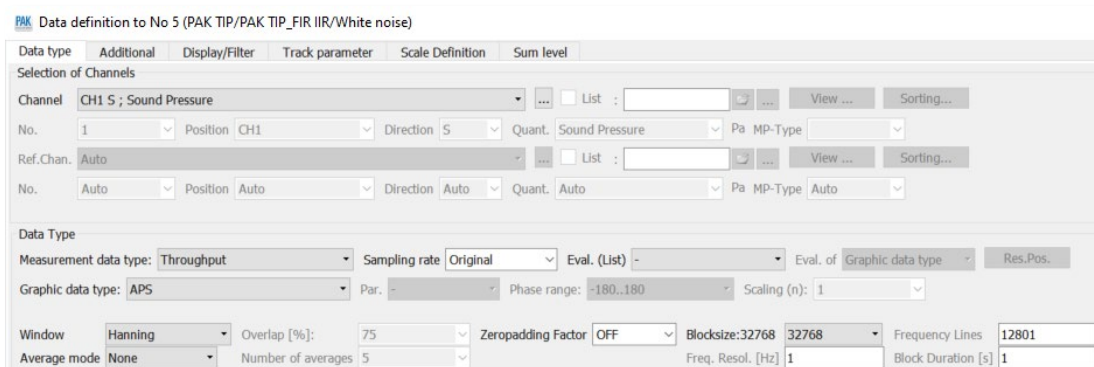 PAK Data definition to No 5 (PAK TIP/PAK TIP_FIR IIR/White noise)
Data type Additional Display/Filter Track parameter Scale Definition Sum level
Selection of Channels
Channel CH1 S ; Sound Pressure ... List : ... View ... Sorting...
No. 1 Position CH1 Direction S Quant. Sound Pressure Pa MP-Type
Ref.Chan. Auto ... List : ... View ... Sorting...
No. Auto Position Auto Direction Auto Quant. Auto Pa MP-Type Auto
Data Type
Measurement data type: Throughput Sampling rate Original Eval. (List) - Eval. of Graphic data type Res.Pos.
Graphic data type: APS Par. - Phase range: -180..180 Scaling (n): 1
Window Hanning Overlap [%]: 75 Zeropadding Factor OFF Blocksize:32768 32768 Frequency Lines 12801
Average mode None Number of averages 5 Freq. Resol. [Hz] 1 Block Duration [s] 1